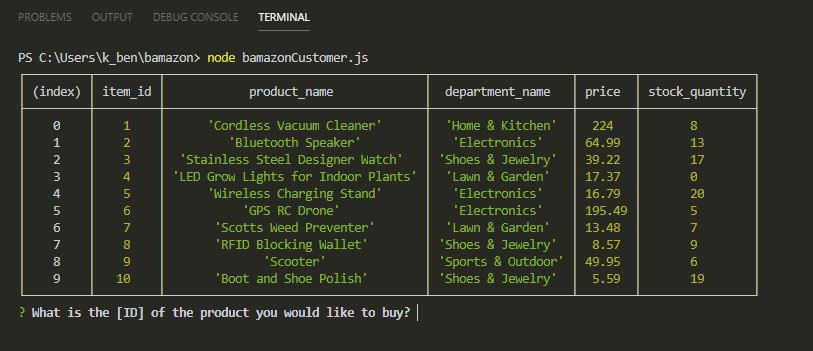 PROBLEMS OUTPUT DEBUG CONSOLE TERMINAL
PS C:\Users\k_ben\bamazon> node bamazonCustomer.js
(index) item_id product_name department_name price stock_quantity
0 1 'Cordless Vacuum Cleaner' 'Home & Kitchen' 224 8
1 2 'Bluetooth Speaker' 'Electronics' 64.99 13
2 3 'Stainless Steel Designer Watch' 'Shoes & Jewelry' 39.22 17
3 4 'LED Grow Lights for Indoor Plants' 'Lawn & Garden' 17.37 0
4 5 'Wireless Charging Stand' 'Electronics' 16.79 20
5 6 'GPS RC Drone' 'Electronics' 195.49 5
6 7 'Scotts Weed Preventer' 'Lawn & Garden' 13.48 7
7 8 'RFID Blocking Wallet' 'Shoes & Jewelry' 8.57 9
8 9 'Scooter' 'Sports & Outdoor' 49.95 6
9 10 'Boot and Shoe Polish' 'Shoes & Jewelry' 5.59 19
? What is the [ID] of the product you would like to buy?